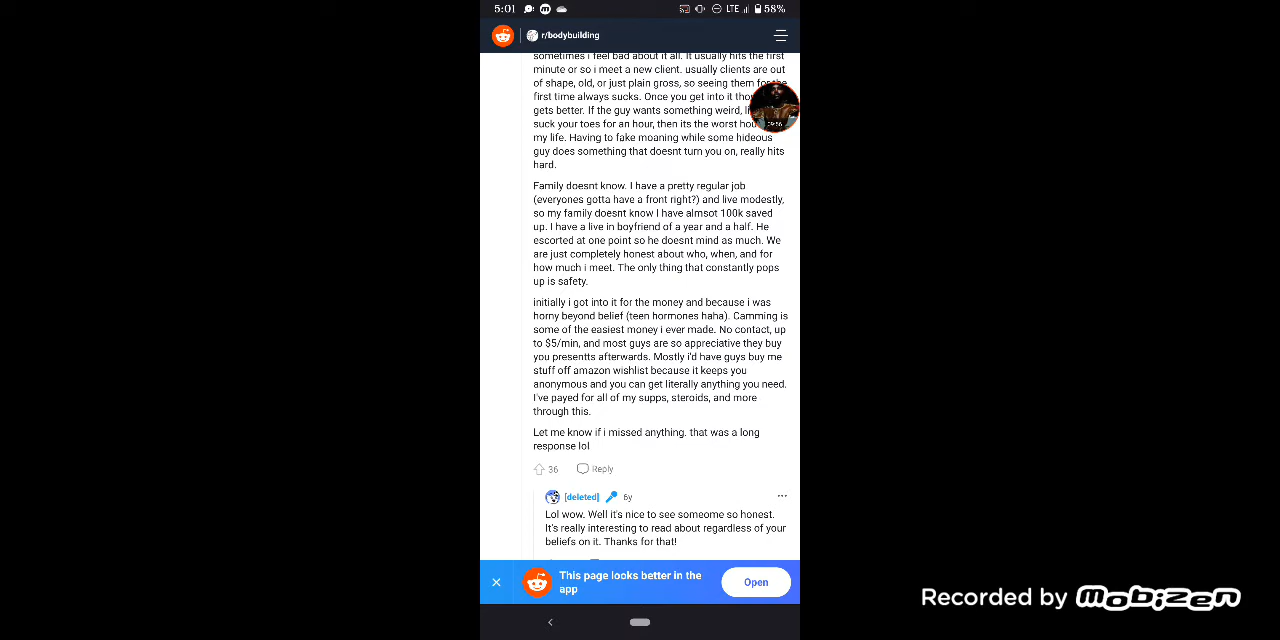 5:01
LTE
58%
r/bodybuilding
sometimes i feel bad about it all. It usually hits the first
minute or so i meet a new client. usually clients are out
of shape, old, or just plain gross, so seeing them for the
first time always sucks. Once you get into it
gets better. If the guy wants something weird,
suck your toes for an hour, then its the worst
my life. Having to fake moaning while some hideous
guy does something that doesnt turn you on, really hits
hard.
09:56
Family doesnt know. I have a pretty regular job
(everyones gotta have a front right?) and live modestly,
so my family doesnt know I have almsot 100k saved
up. I have a live in boyfriend of a year and a half. He
escorted at one point so he doesnt mind as much. We
are just completely honest about who, when, and for
how much i meet. The only thing that constantly pops
up is safety.
initially i got into it for the money and because i was
horny beyond belief (teen hormones haha). Camming is
some of the easiest money i ever made. No contact, up
to $5/min, and most guys are so appreciative they buy
you presentts afterwards. Mostly i'd have guys buy me
stuff off amazon wishlist because it keeps you
anonymous and you can get literally anything you need.
I've payed for all of my supps, steroids, and more
through this.
Let me know if i missed anything. that was a long
response lol
36 Reply
[deleted] 6y
Lol wow. Well it's nice to see someome so honest.
It's really interesting to read about regardless of your
beliefs on it. Thanks for that!
This page looks better in the
app
Open
Recorded by mobizen